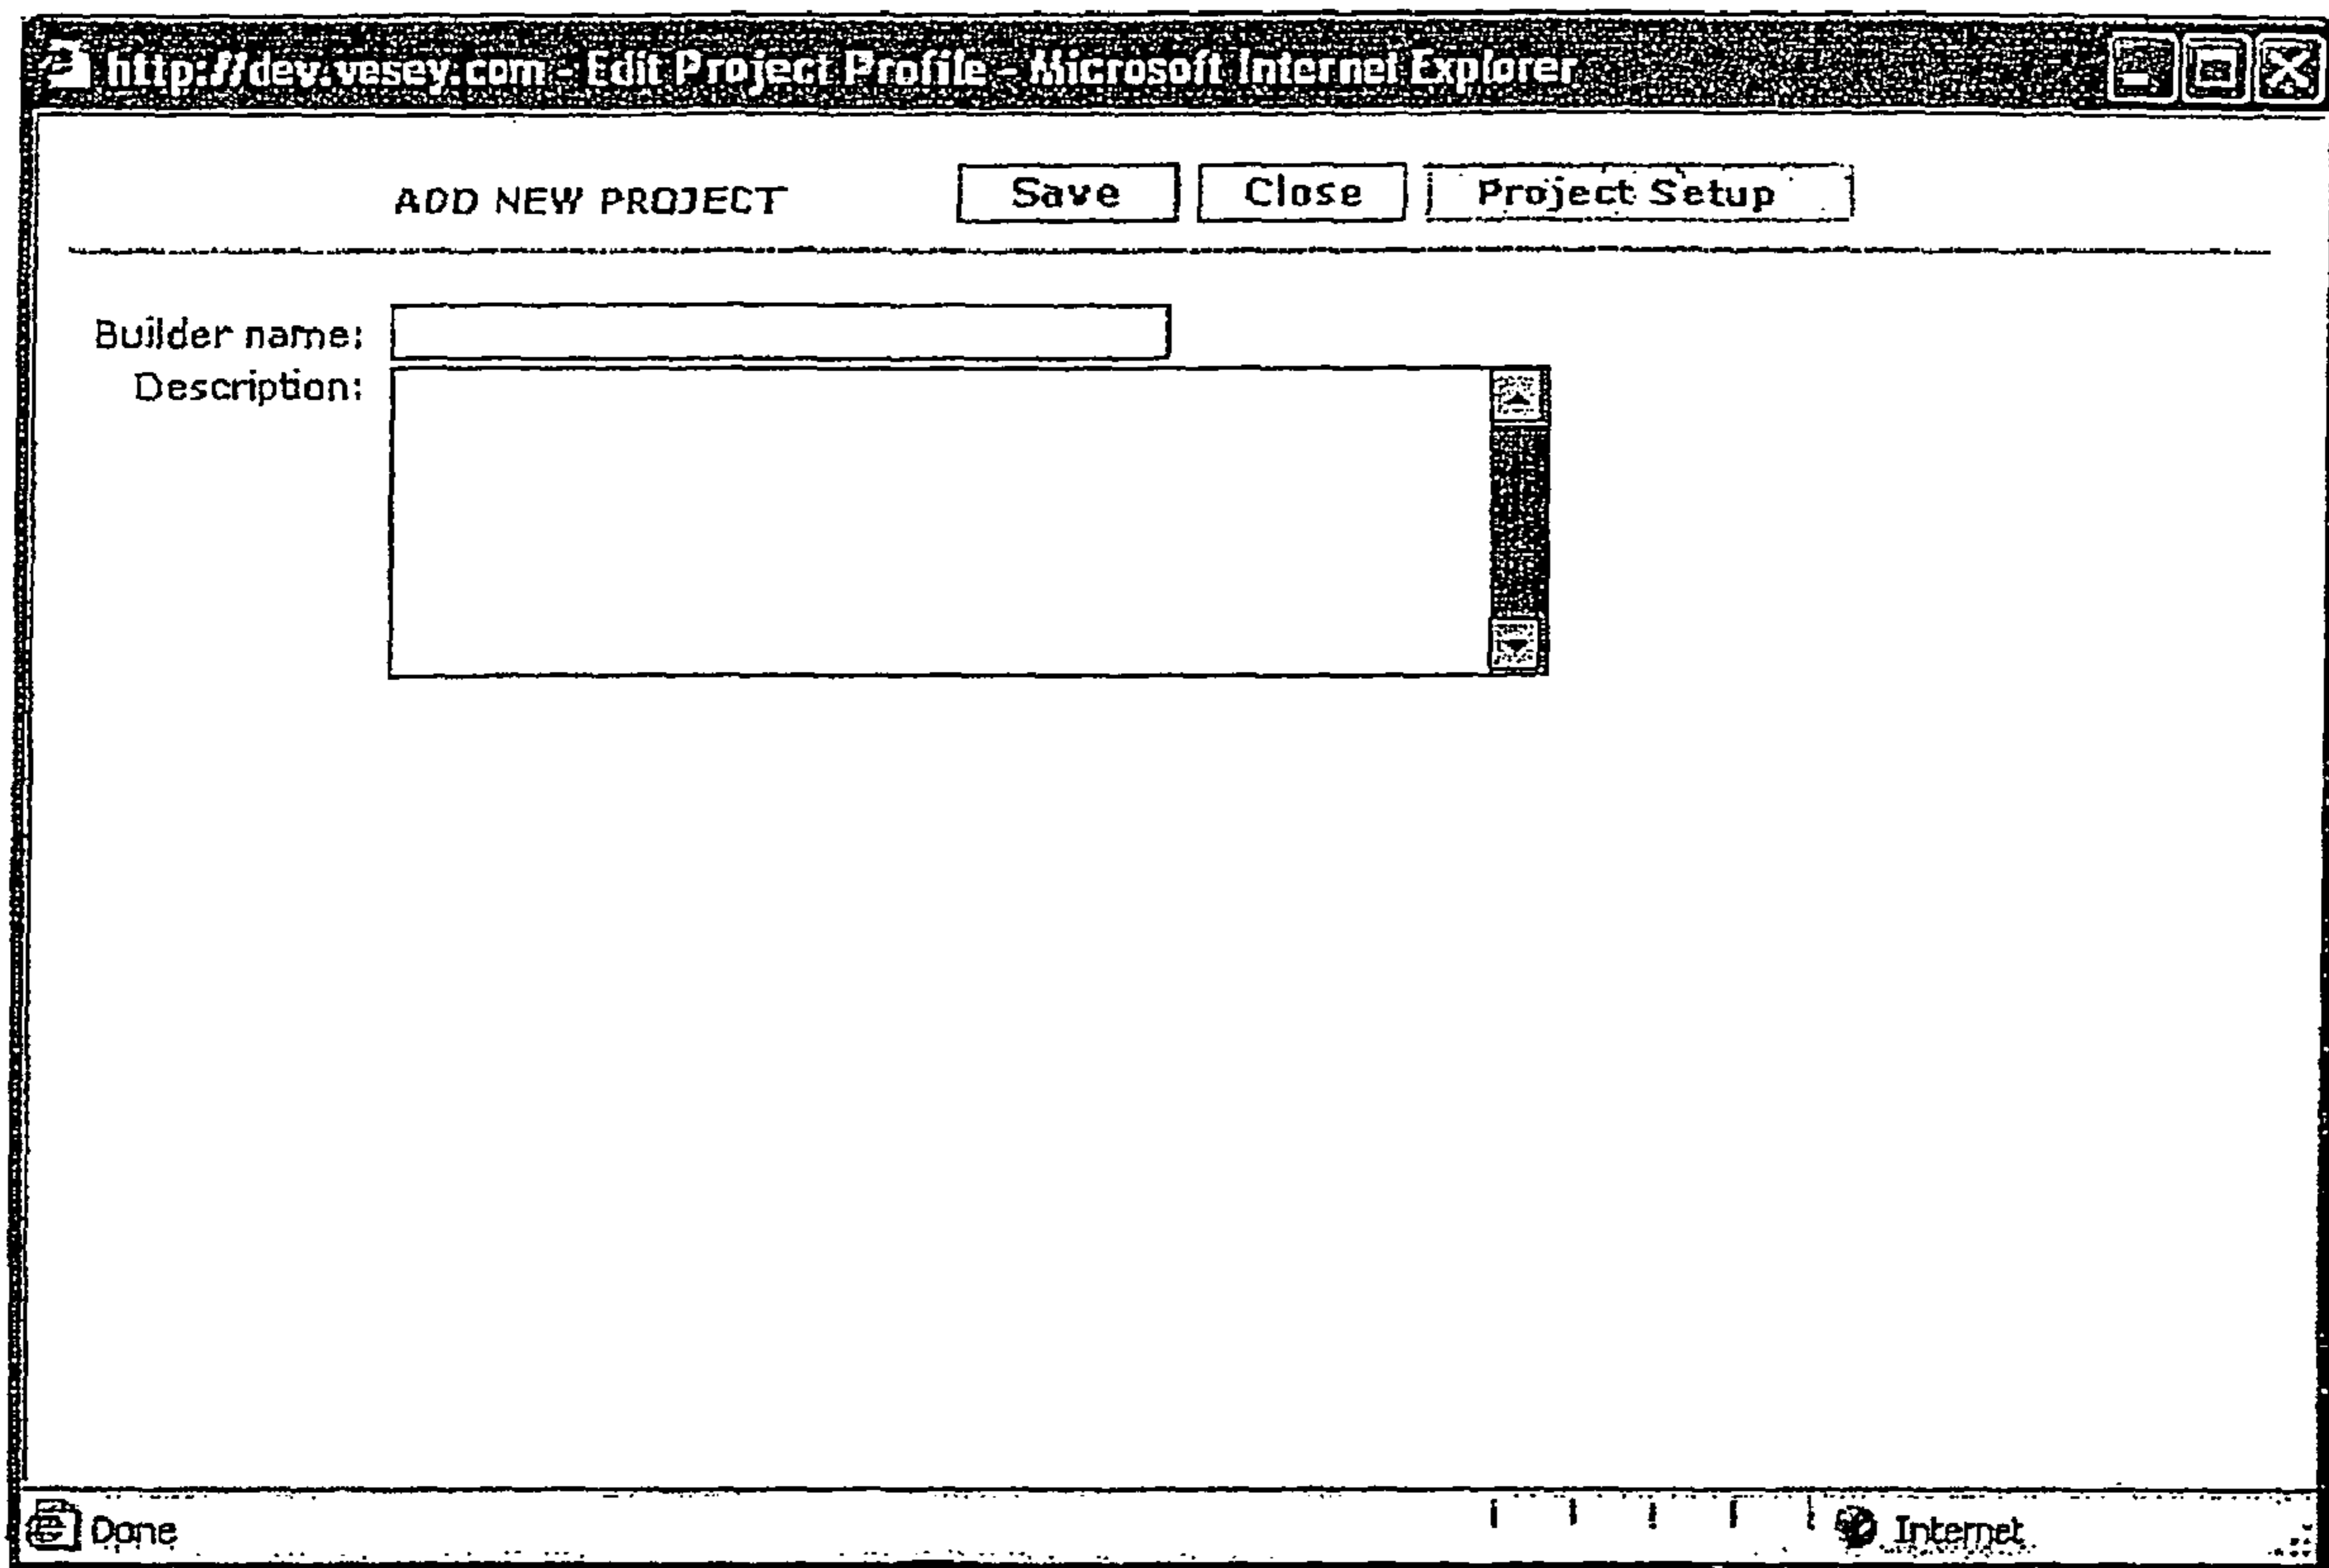 http://dev.vesey.com - Edit Project Profile - Microsoft Internet Explorer
ADD NEW PROJECT Save Close Project Setup
Builder name:
Description:
Done Internet